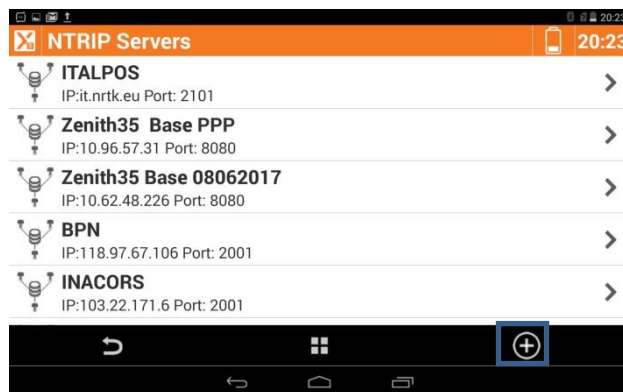 20:23
NTRIP Servers
20:23
ITALPOS
IP:it.nrtk.eu Port: 2101
Zenith35  Base PPP
IP:10.96.57.31 Port: 8080
Zenith35 Base 08062017
IP:10.62.48.226 Port: 8080
BPN
IP:118.97.67.106 Port: 2001
INACORS
IP:103.22.171.6 Port: 2001